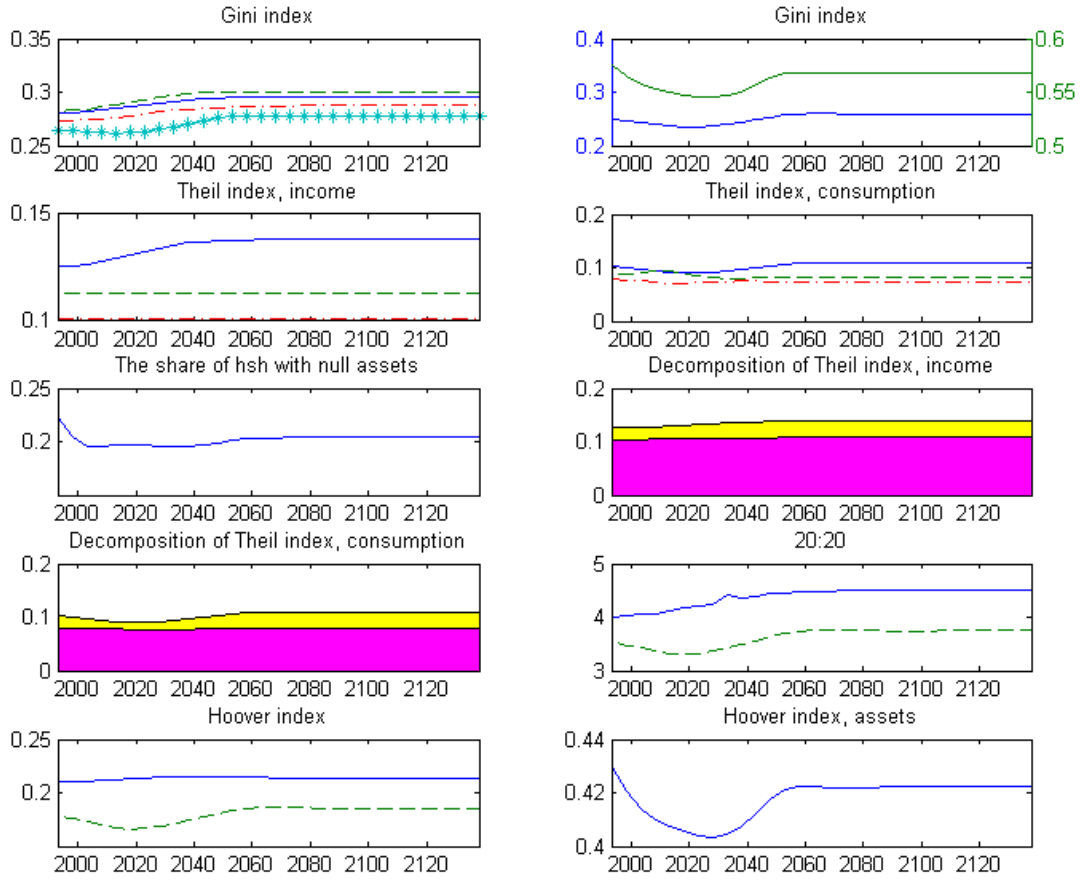 Gini index
0.35
0.3
0.25
2000 2020 2040 2060 2080 2100 2120
Gini index
0.4
0.3
0.2
0.6
0.55
0.5
2000 2020 2040 2060 2080 2100 2120
Theil index, income
0.15
0.1
2000 2020 2040 2060 2080 2100 2120
Theil index, consumption
0.2
0.1
0
2000 2020 2040 2060 2080 2100 2120
The share of hsh with null assets
0.25
0.2
2000 2020 2040 2060 2080 2100 2120
Decomposition of Theil index, income
0.2
0.1
0
2000 2020 2040 2060 2080 2100 2120
Decomposition of Theil index, consumption
0.2
0.1
0
2000 2020 2040 2060 2080 2100 2120
20:20
5
4
3
2000 2020 2040 2060 2080 2100 2120
Hoover index
0.25
0.2
2000 2020 2040 2060 2080 2100 2120
Hoover index, assets
0.44
0.42
0.4
2000 2020 2040 2060 2080 2100 2120